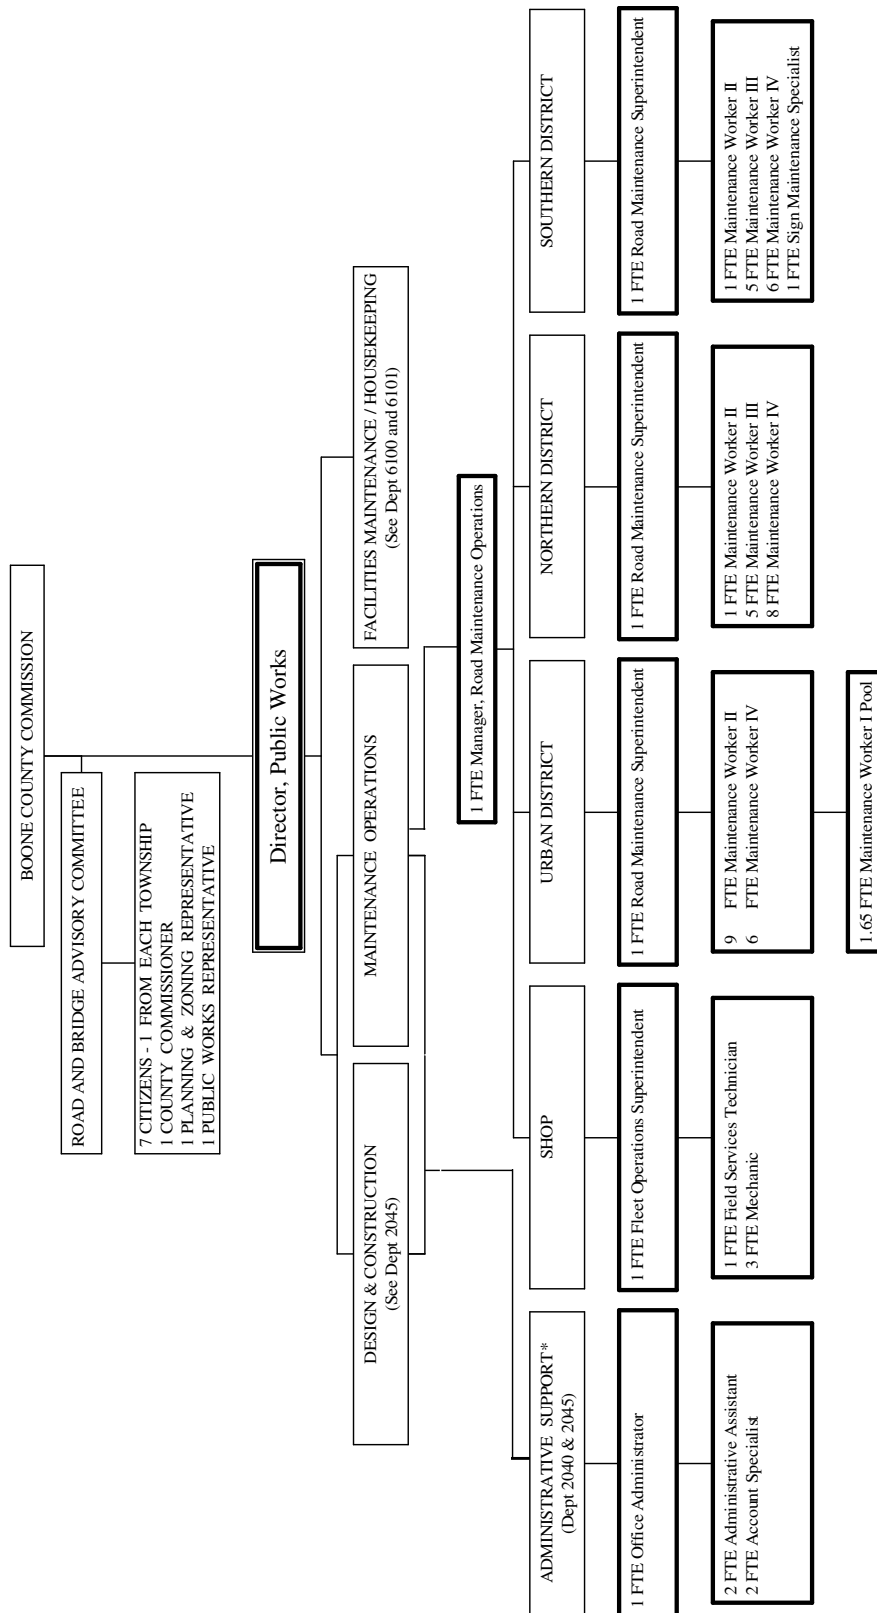 BOONE COUNTY COMMISSION
ROAD AND BRIDGE ADVISORY COMMITTEE
7 CITIZENS - 1 FROM EACH TOWNSHIP
1 COUNTY COMMISSIONER
1 PLANNING & ZONING REPRESENTATIVE
1 PUBLIC WORKS REPRESENTATIVE
Director, Public Works
DESIGN & CONSTRUCTION
(See Dept 2045)
MAINTENANCE OPERATIONS
FACILITIES MAINTENANCE / HOUSEKEEPING
(See Dept 6100 and 6101)
1 FTE Manager, Road Maintenance Operations
ADMINISTRATIVE SUPPORT*
(Dept 2040 & 2045)
1 FTE Office Administrator
2 FTE Administrative Assistant
2 FTE Account Specialist
SHOP
1 FTE Fleet Operations Superintendent
1 FTE Field Services Technician
3 FTE Mechanic
URBAN DISTRICT
1 FTE Road Maintenance Superintendent
9 FTE Maintenance Worker II
6 FTE Maintenance Worker IV
1.65 FTE Maintenance Worker I Pool
NORTHERN DISTRICT
1 FTE Road Maintenance Superintendent
1 FTE Maintenance Worker II
5 FTE Maintenance Worker III
8 FTE Maintenance Worker IV
SOUTHERN DISTRICT
1 FTE Road Maintenance Superintendent
1 FTE Maintenance Worker II
5 FTE Maintenance Worker III
6 FTE Maintenance Worker IV
1 FTE Sign Maintenance Specialist